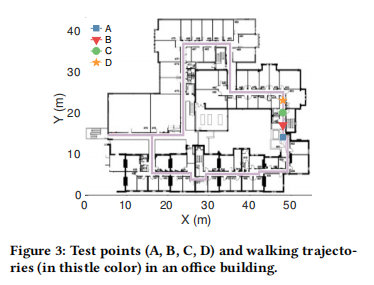 40
30
20
10
0
A
B
C
D
Y (m)
0 10 20 30 40 50
X (m)
Figure 3: Test points (A, B, C, D) and walking trajecto-
ries (in thistle color) in an office building.